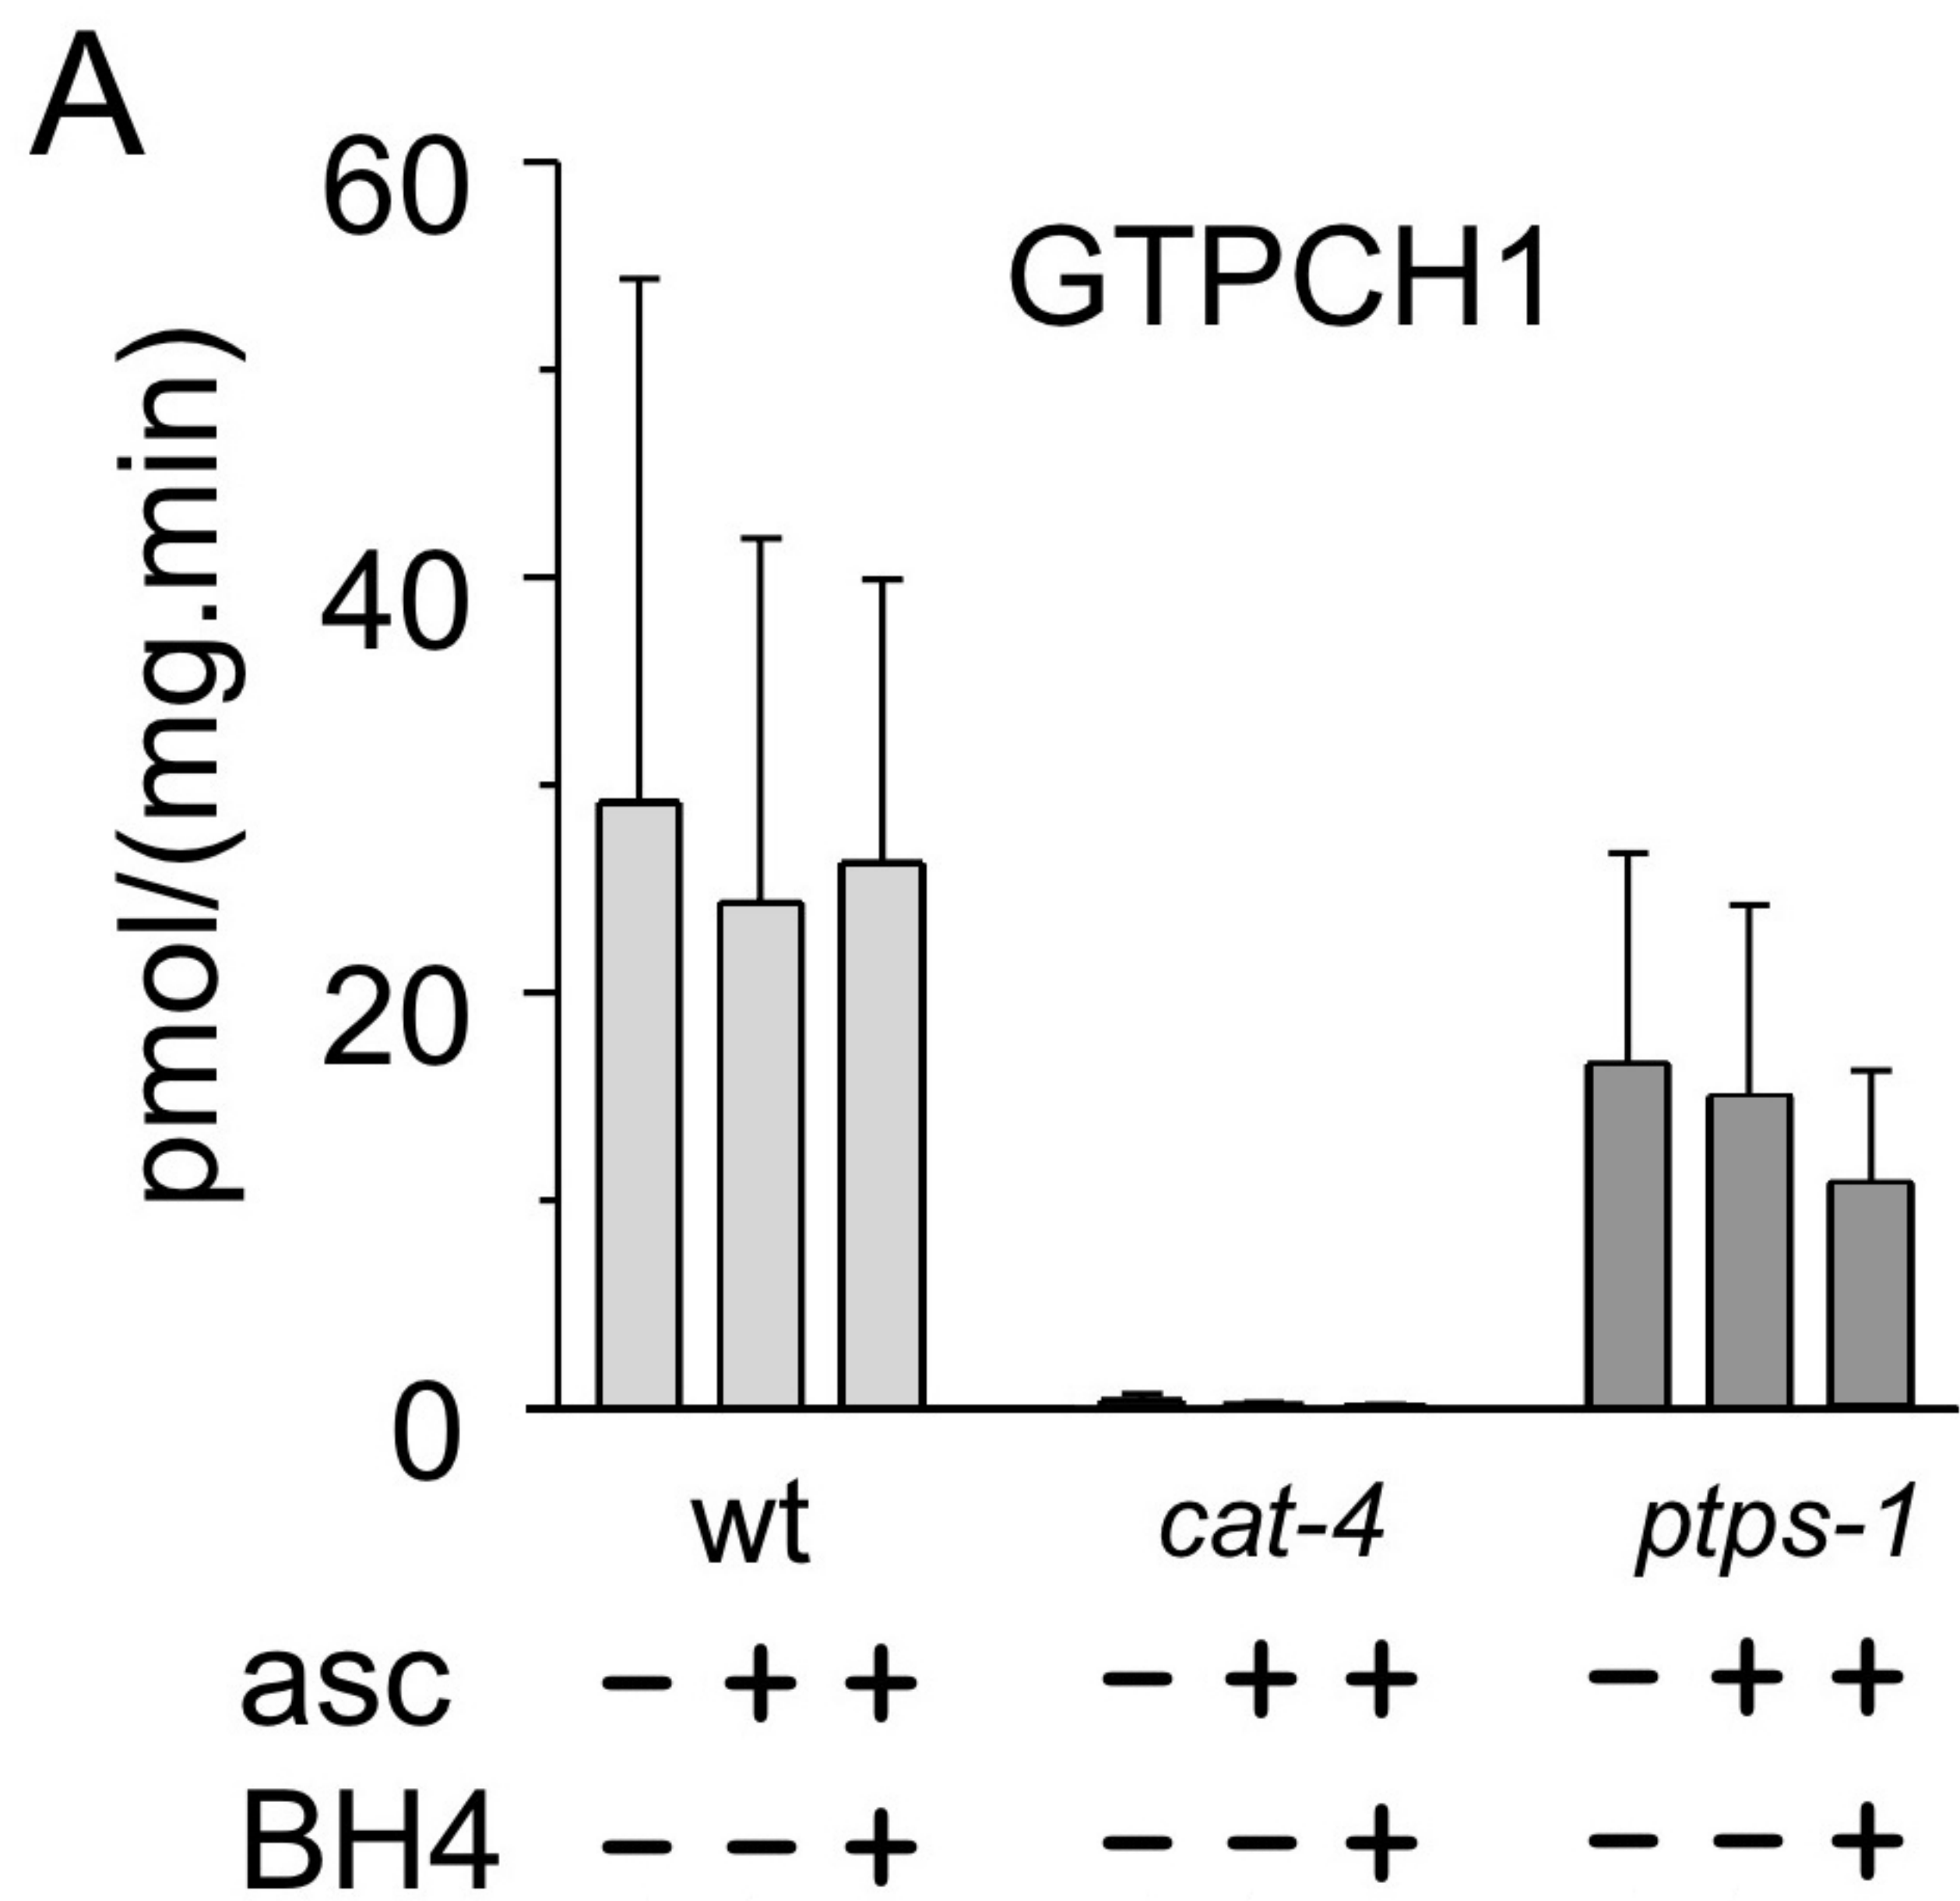 A
GTPCH1
pmol/(mg.min)
60
40
20
0
wt cat-4 ptps-1
asc − + + − + + − + +
BH4 − − + − − + − − +